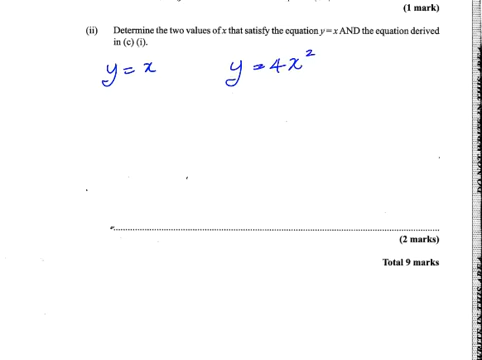 (1 mark)
(ii) Determine the two values of x that satisfy the equation y = x AND the equation derived
in (c) (i).
y = x y = 4x²
(2 marks)
Total 9 marks